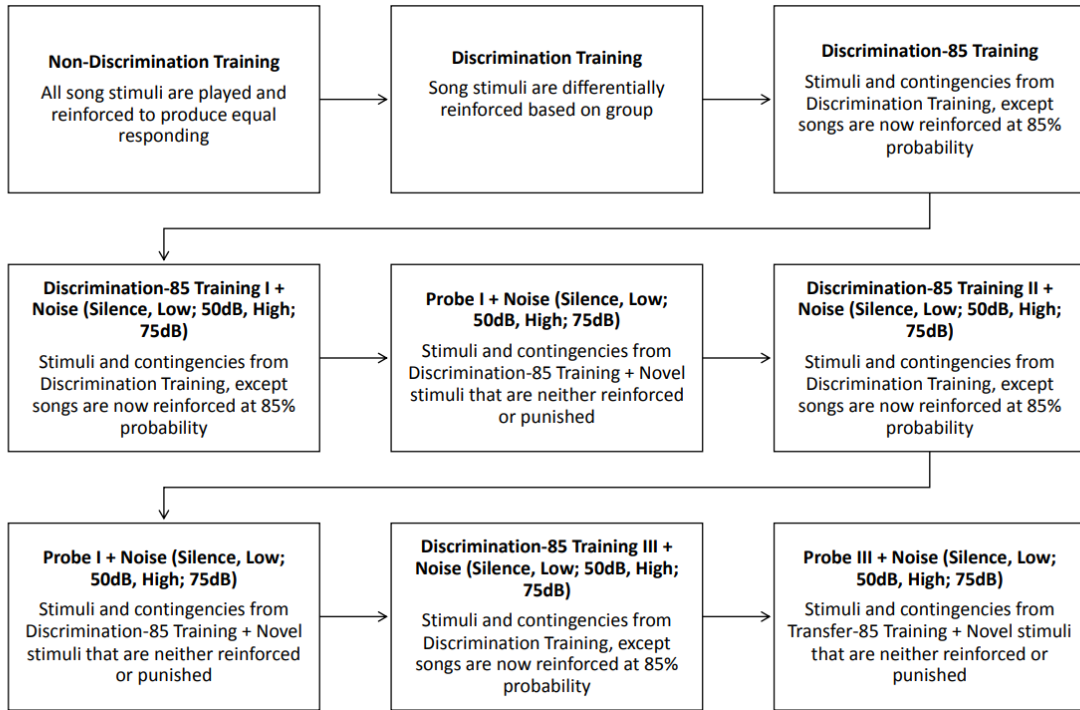 Non-Discrimination Training
All song stimuli are played and
reinforced to produce equal
responding
Discrimination Training
Song stimuli are differentially
reinforced based on group
Discrimination-85 Training
Stimuli and contingencies from
Discrimination Training, except
songs are now reinforced at 85%
probability
Discrimination-85 Training I +
Noise (Silence, Low; 50dB, High;
75dB)
Stimuli and contingencies from
Discrimination Training, except
songs are now reinforced at 85%
probability
Probe I + Noise (Silence, Low;
50dB, High; 75dB)
Stimuli and contingencies from
Discrimination-85 Training + Novel
stimuli that are neither reinforced
or punished
Discrimination-85 Training II +
Noise (Silence, Low; 50dB, High;
75dB)
Stimuli and contingencies from
Discrimination Training, except
songs are now reinforced at 85%
probability
Probe I + Noise (Silence, Low;
50dB, High; 75dB)
Stimuli and contingencies from
Discrimination-85 Training + Novel
stimuli that are neither reinforced
or punished
Discrimination-85 Training III +
Noise (Silence, Low; 50dB, High;
75dB)
Stimuli and contingencies from
Discrimination Training, except
songs are now reinforced at 85%
probability
Probe III + Noise (Silence, Low;
50dB, High; 75dB)
Stimuli and contingencies from
Transfer-85 Training + Novel stimuli
that are neither reinforced or
punished